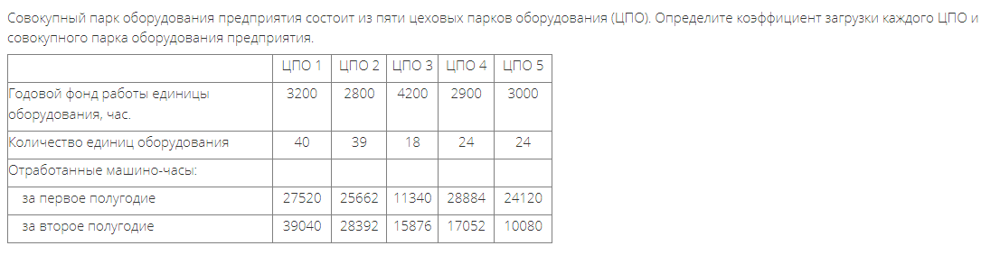 Совокупный парк оборудования предприятия состоит из пяти цеховых парков оборудования (ЦПО). Определите коэффициент загрузки каждого ЦПО и
совокупного парка оборудования предприятия.
ЦПО 1 ЦПО 2 ЦПО 3 ЦПО 4 ЦПО 5
Годовой фонд работы единицы 3200 2800 4200 2900 3000
оборудования, час.
Количество единиц оборудования 40 39 18 24 24
Отработанные машино-часы:
за первое полугодие 27520 25662 11340 28884 24120
за второе полугодие 39040 28392 15876 17052 10080